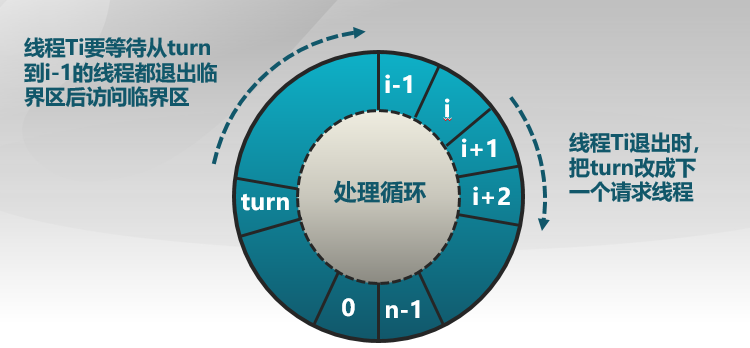 线程Ti要等待从turn
到i-1的线程都退出临
界区后访问临界区
i-1
i
i+1
i+2
turn
处理循环
0
n-1
线程Ti退出时，
把turn改成下
一个请求线程